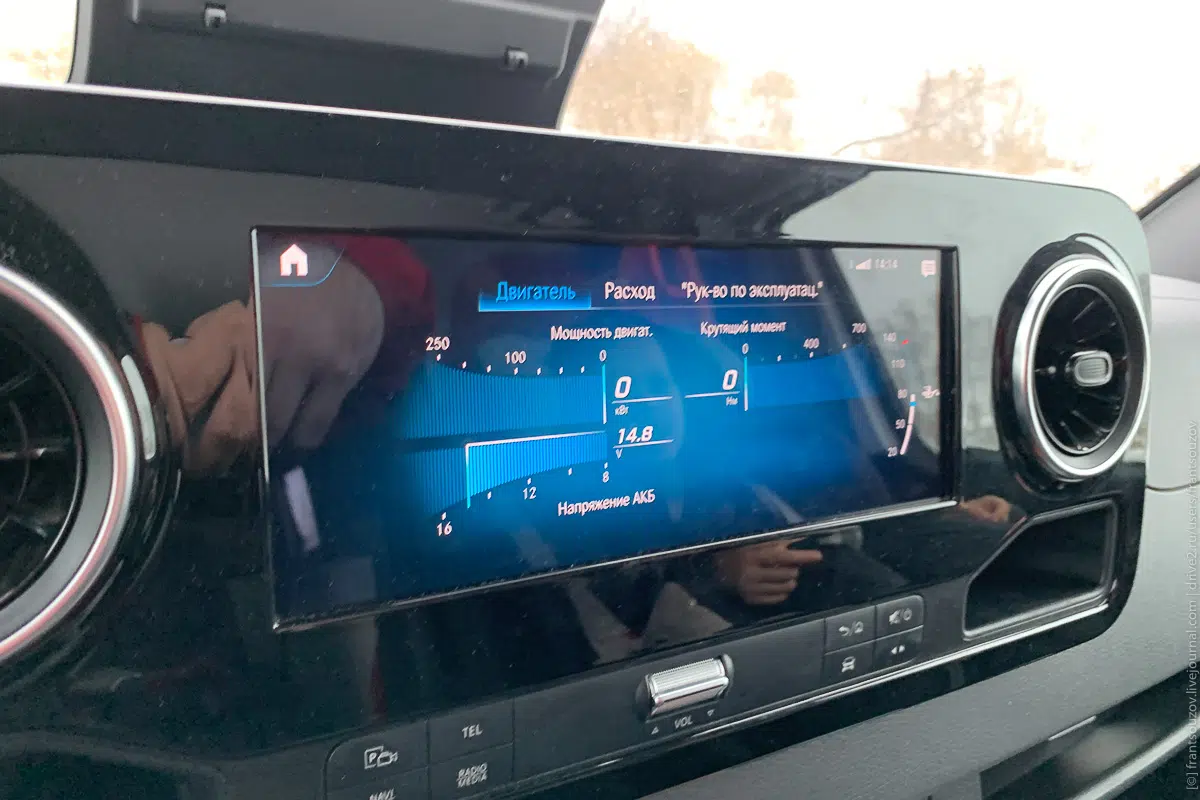 14:14
Двигатель Расход "Рук-во по эксплуатац."
Мощность двигат. Крутящий момент
250 100 0
0 400 700
0
кВт
0
Нм
140
110
80
50
20
14.8
V
16 12 8
Напряжение АКБ
VOL
TEL
RADIO
MEDIA
NAVI
P